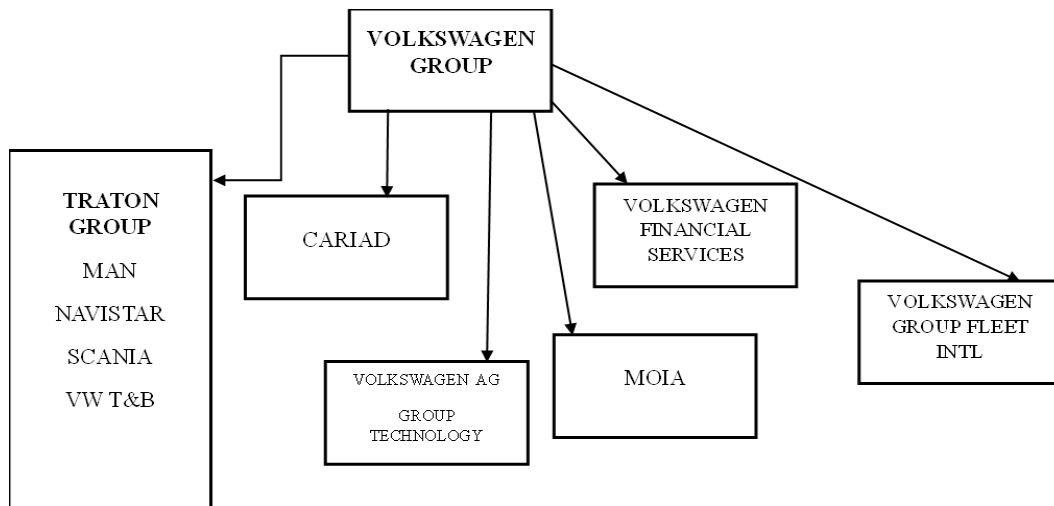 VOLKSWAGEN
GROUP
TRATON
GROUP
MAN
NAVISTAR
SCANIA
VW T&B
CARIAD
VOLKSWAGEN AG
GROUP
TECHNOLOGY
MOIA
VOLKSWAGEN
FINANCIAL
SERVICES
VOLKSWAGEN
GROUP FLEET
INTL